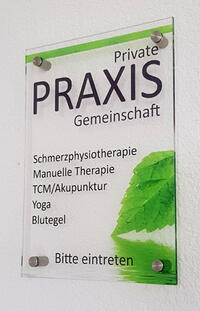 Private
PRAXIS
Gemeinschaft
Schmerzphysiotherapie
Manuelle Therapie
TCM/Akupunktur
Yoga
Blutegel
Bitte eintreten